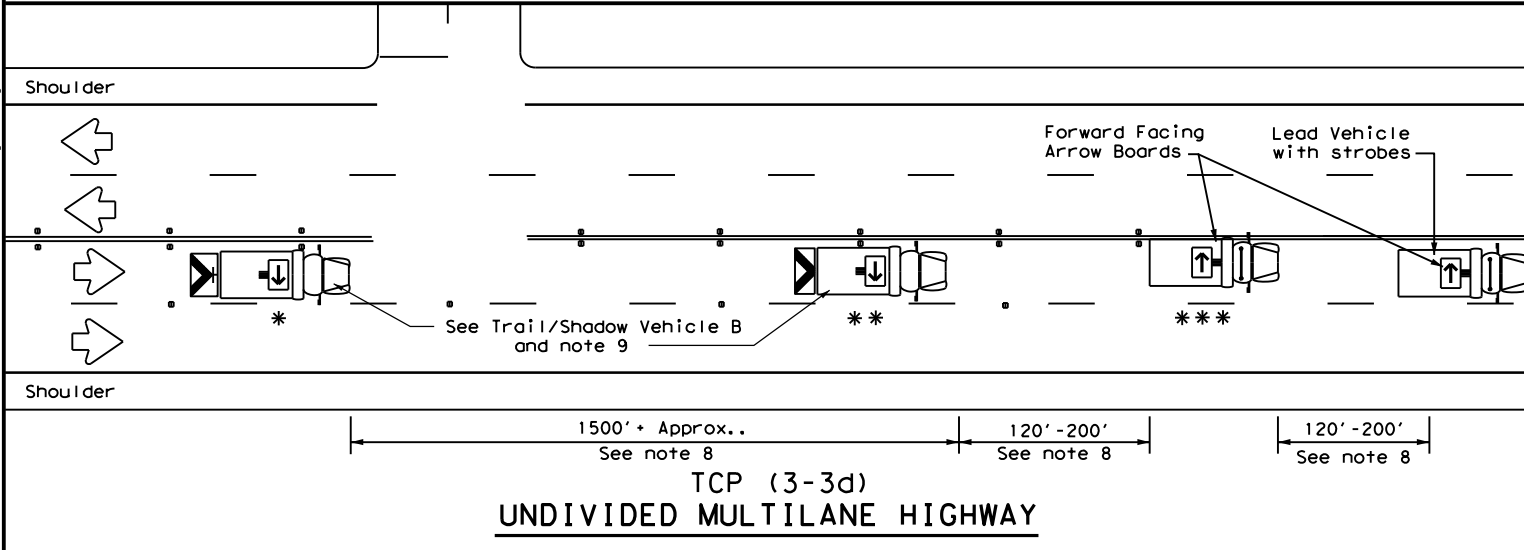 Shoulder
Forward Facing
Arrow Boards
Lead Vehicle
with strobes
*
**
***
See Trail/Shadow Vehicle B
and note 9
Shoulder
1500'+ Approx..
See note 8
120'-200'
See note 8
120'-200'
See note 8
TCP (3-3d)
UNDIVIDED MULTILANE HIGHWAY